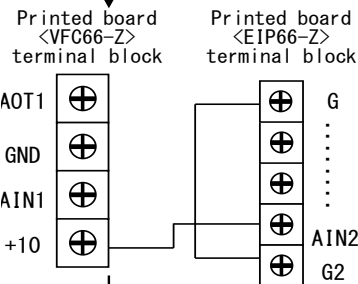 Printed board
<VFC66-Z>
terminal block
AOT1
GND
AIN1
+10
Printed board
<EIP66-Z>
terminal block
G
AIN2
G2